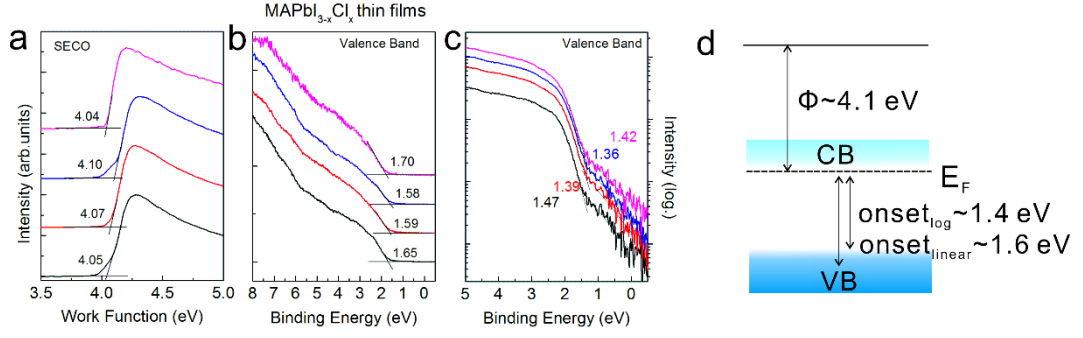 MAPbI3-xClx thin films
a
SECO
4.04
4.10
4.07
4.05
3.5 4.0 4.5 5.0
Work Function (eV)
Intensity (arb.units)
b
Valence Band
1.70
1.58
1.59
1.65
8 7 6 5 4 3 2 1 0
Binding Energy (eV)
c
Valence Band
1.42
1.36
1.39
1.47
5 4 3 2 1 0
Binding Energy (eV)
Intensity (log.)
d
Φ~4.1 eV
CB
EF
onsetlog~1.4 eV
onsetlinear~1.6 eV
VB